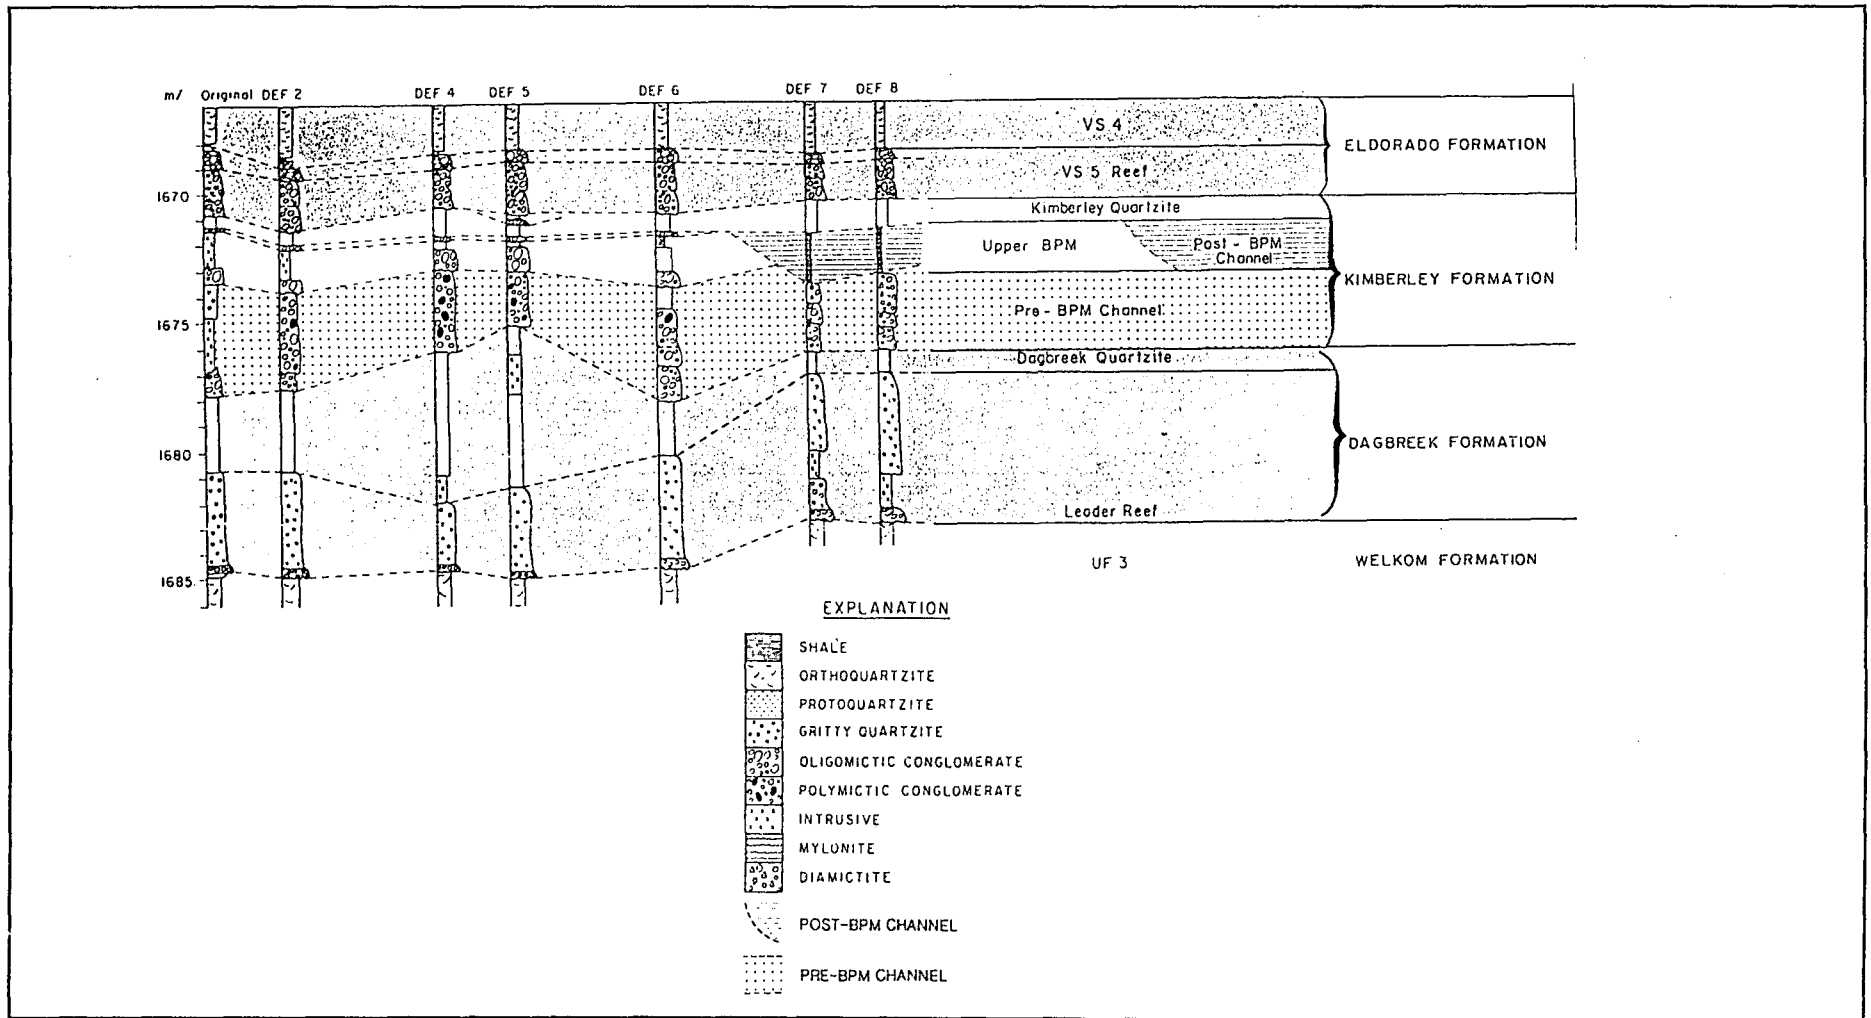 m/ Original DEF 2 DEF 4 DEF 5 DEF 6 DEF 7 DEF 8
VS 4
ELDORADO FORMATION
VS 5 Reef
1670
Kimberley Quartzite
Upper BPM
Post - BPM
Channel
KIMBERLEY FORMATION
Pre - BPM Channel
1675
Dagbreek Quartzite
DAGBREEK FORMATION
1680
Leader Reef
UF 3
WELKOM FORMATION
1685
EXPLANATION
SHALE
ORTHOQUARTZITE
PROTOQUARTZITE
GRITTY QUARTZITE
OLIGOMICTIC CONGLOMERATE
POLYMICTIC CONGLOMERATE
INTRUSIVE
MYLONITE
DIAMICTITE
POST-BPM CHANNEL
PRE-BPM CHANNEL